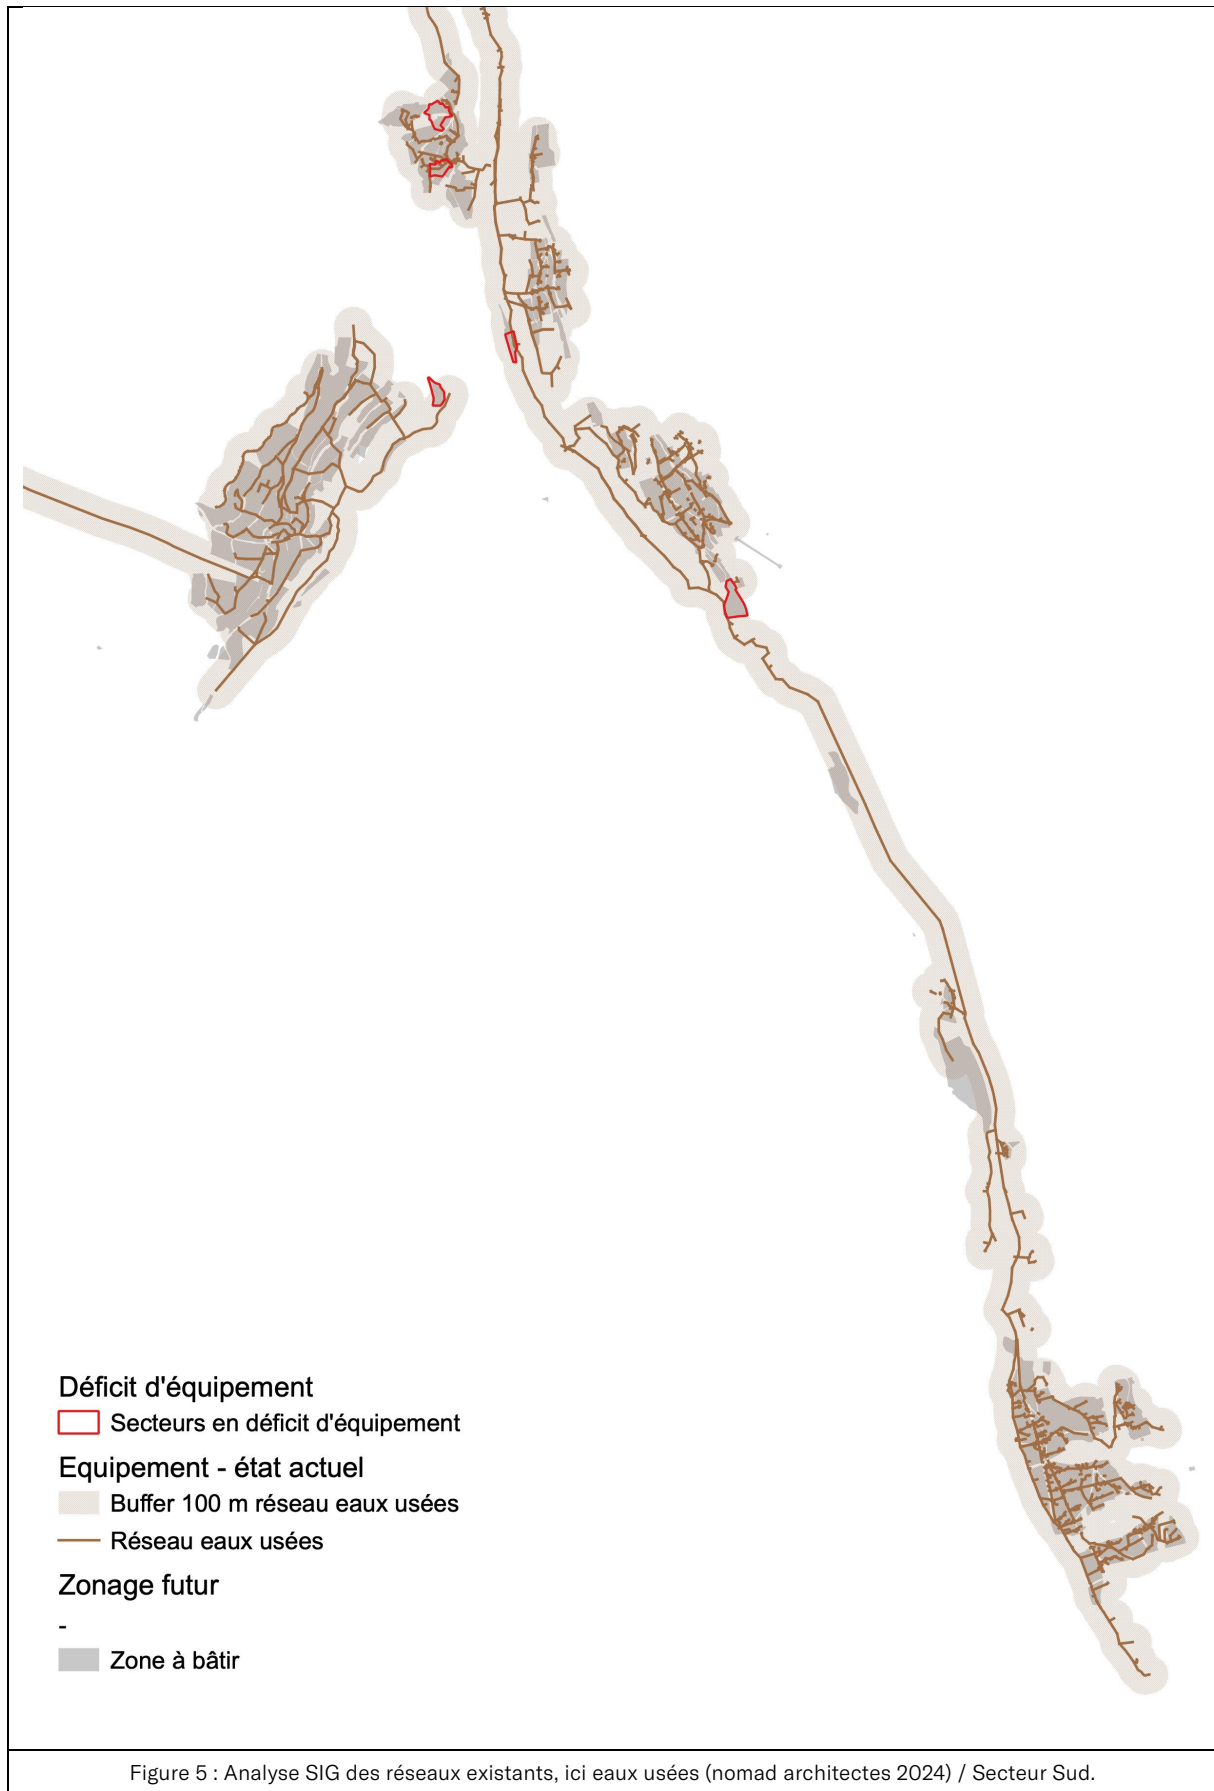 Déficit d'équipement
Secteurs en déficit d'équipement
Equipement - état actuel
Buffer 100 m réseau eaux usées
Réseau eaux usées
Zonage futur
-
Zone à bâtir
Figure 5 : Analyse SIG des réseaux existants, ici eaux usées (nomad architectes 2024) / Secteur Sud.